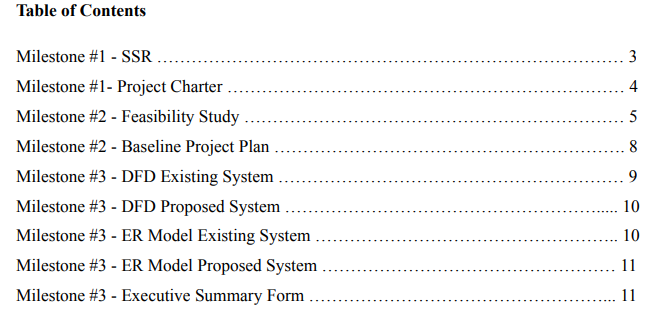 Table of Contents
Milestone #1 - SSR ……………………………………………………………………… 3
Milestone #1- Project Charter …………………………………………………………… 4
Milestone #2 - Feasibility Study ………………………………………………………… 5
Milestone #2 - Baseline Project Plan …………………………………………………… 8
Milestone #3 - DFD Existing System …………………………………………………… 9
Milestone #3 - DFD Proposed System ………………………………………………..... 10
Milestone #3 - ER Model Existing System …………………………………………….. 10
Milestone #3 - ER Model Proposed System …………………………………………… 11
Milestone #3 - Executive Summary Form ……………………………………………... 11